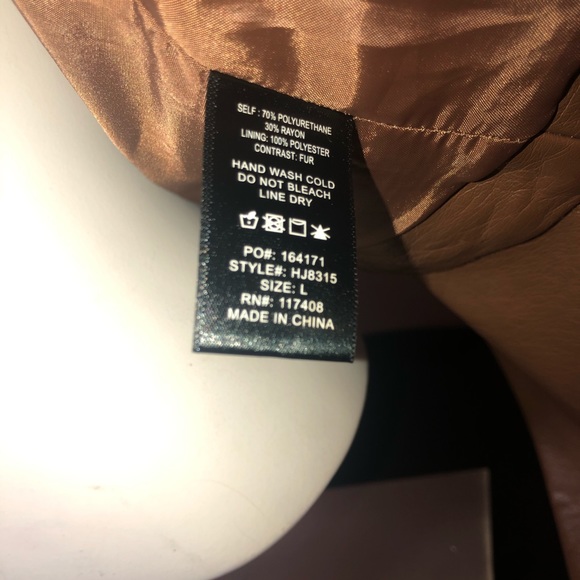 SELF : 70% POLYURETHANE
30% RAYON
LINING: 100% POLYESTER
CONTRAST: FUR
HAND WASH COLD
DO NOT BLEACH
LINE DRY
PO#: 164171
STYLE#: HJ8315
SIZE: L
RN#: 117408
MADE IN CHINA